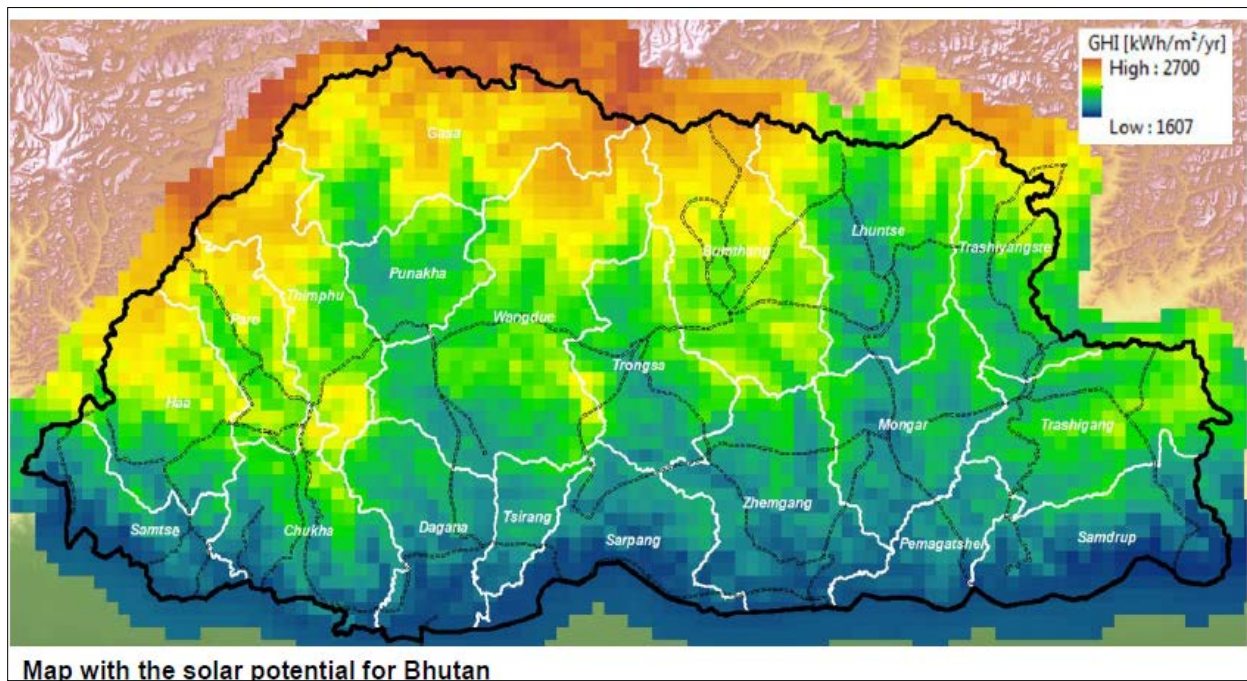 GHI [kWh/m²/yr]
High : 2700
Low : 1607
Gasa
Lhuntse
Bumthang
Trashiyangste
Punakha
Thimphu
Paro
Wangdue
Trongsa
Haa
Mongar
Trashigang
Zhemgang
Samtse
Chukha
Dagana
Tsirang
Sarpang
Pemagatshel
Samdrup
Map with the solar potential for Bhutan